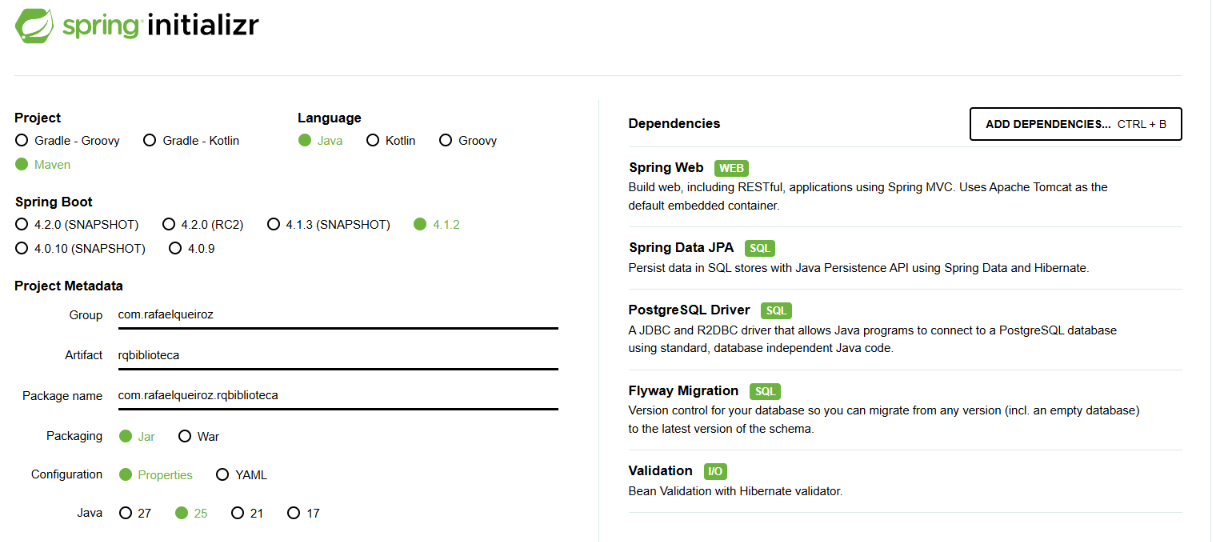 spring initializr
Project
Gradle - Groovy Gradle - Kotlin
Maven
Language
Java Kotlin Groovy
Spring Boot
4.2.0 (SNAPSHOT) 4.2.0 (RC2) 4.1.3 (SNAPSHOT) 4.1.2
4.0.10 (SNAPSHOT) 4.0.9
Project Metadata
Group com.rafaelqueiroz
Artifact rqbiblioteca
Package name com.rafaelqueiroz.rqbiblioteca
Packaging Jar War
Configuration Properties YAML
Java 27 25 21 17
Dependencies ADD DEPENDENCIES... CTRL + B
Spring Web WEB
Build web, including RESTful, applications using Spring MVC. Uses Apache Tomcat as the
default embedded container.
Spring Data JPA SQL
Persist data in SQL stores with Java Persistence API using Spring Data and Hibernate.
PostgreSQL Driver SQL
A JDBC and R2DBC driver that allows Java programs to connect to a PostgreSQL database
using standard, database independent Java code.
Flyway Migration SQL
Version control for your database so you can migrate from any version (incl. an empty database)
to the latest version of the schema.
Validation I/O
Bean Validation with Hibernate validator.